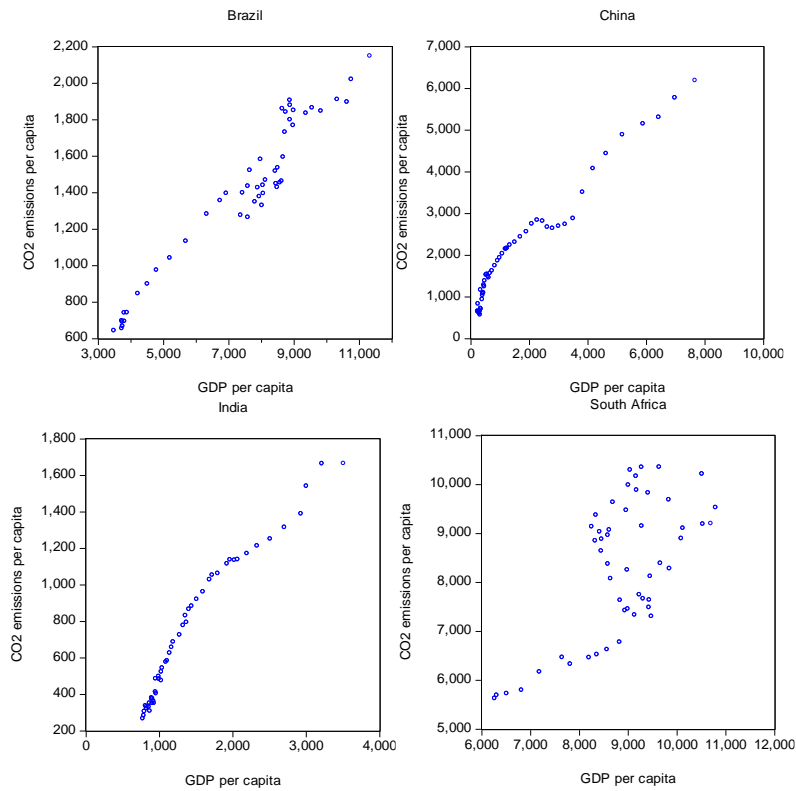 Brazil
2,200
2,000
1,800
1,600
1,400
1,200
1,000
800
600
3,000 5,000 7,000 9,000 11,000
CO2 emissions per capita
GDP per capita
China
7,000
6,000
5,000
4,000
3,000
2,000
1,000
0
0 2,000 4,000 6,000 8,000 10,000
CO2 emissions per capita
GDP per capita
India
1,800
1,600
1,400
1,200
1,000
800
600
400
200
0 1,000 2,000 3,000 4,000
CO2 emissions per capita
GDP per capita
South Africa
11,000
10,000
9,000
8,000
7,000
6,000
5,000
6,000 7,000 8,000 9,000 10,000 11,000 12,000
CO2 emissions per capita
GDP per capita